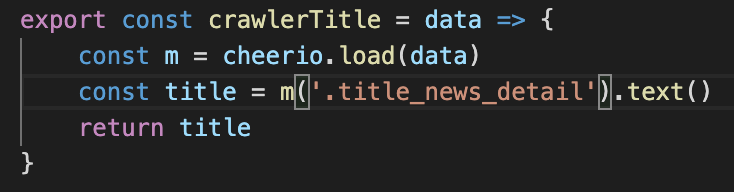 export const crawlerTitle = data => {
    const m = cheerio.load(data)
    const title = m('.title_news_detail').text()
    return title
}